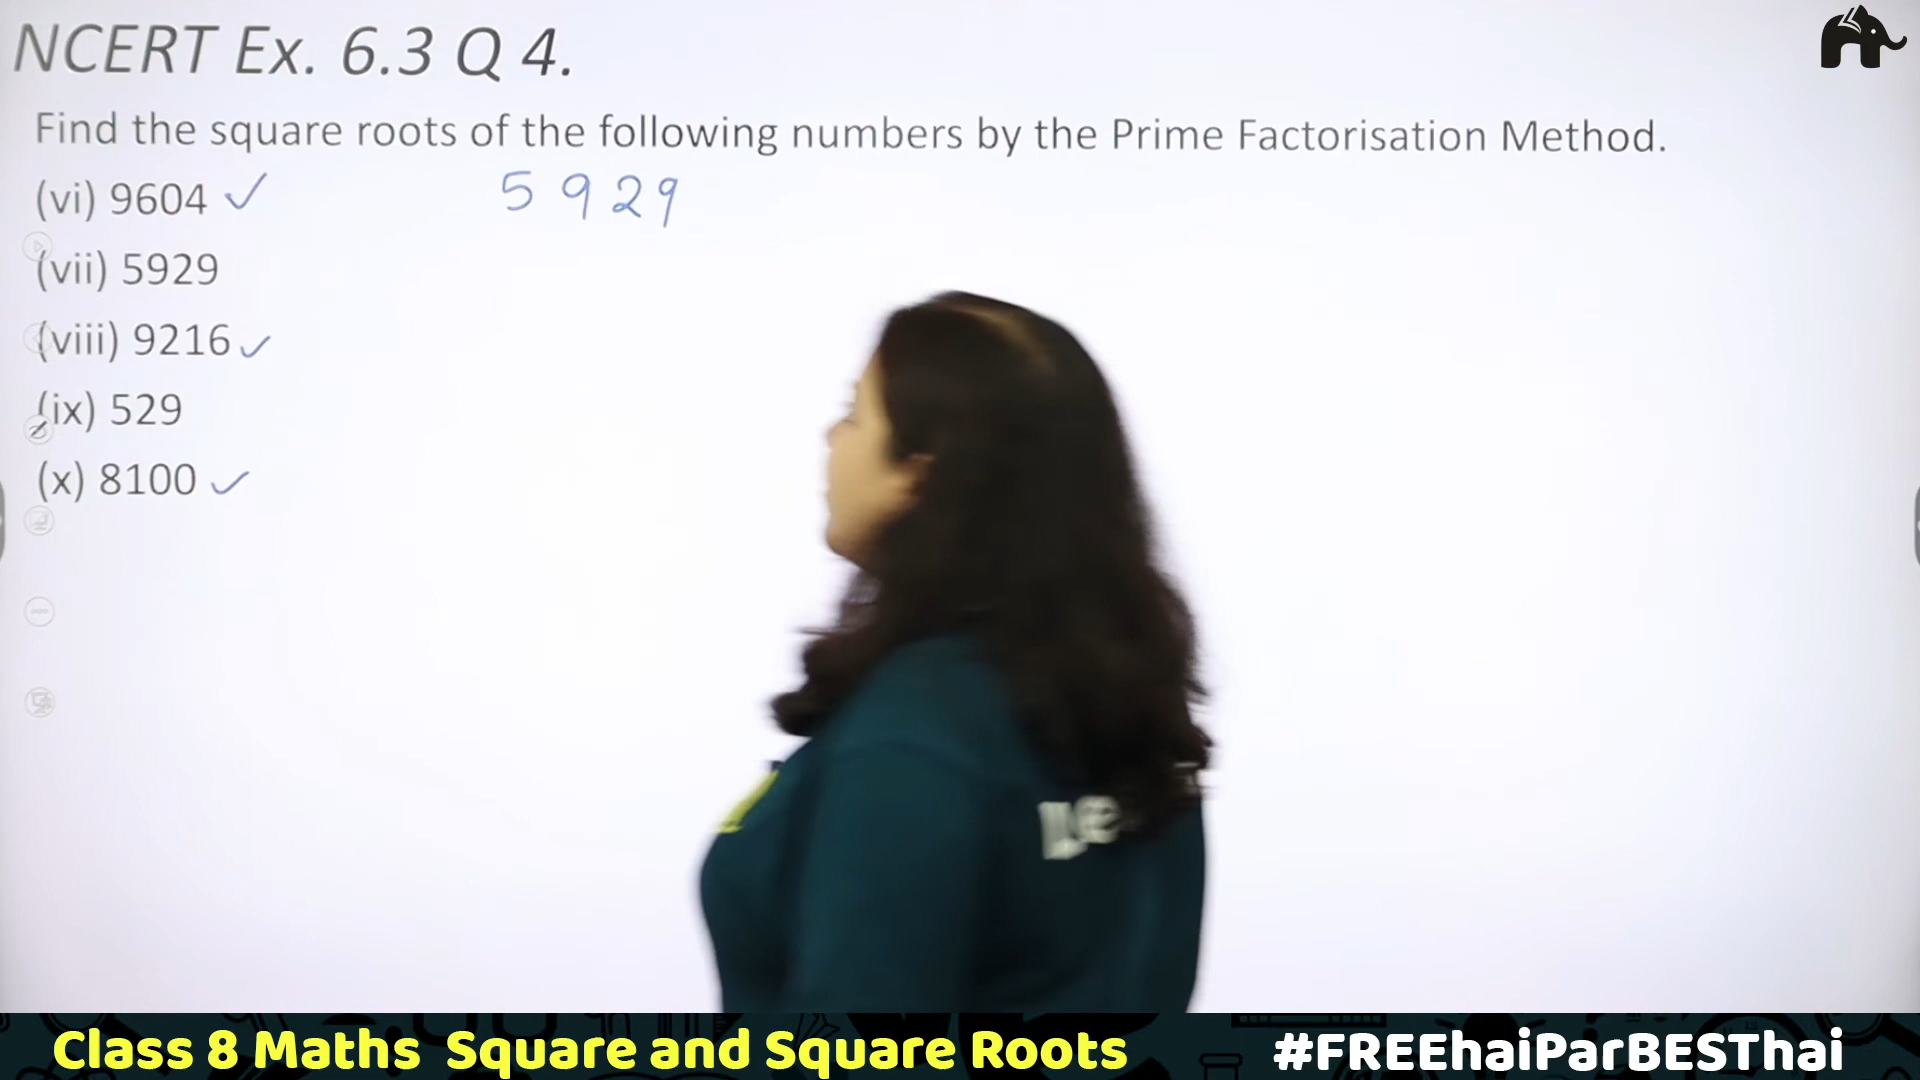 NCERT Ex. 6.3 Q 4.
Find the square roots of the following numbers by the Prime Factorisation Method.
(vi) 9604 ✓
5929
(vii) 5929
(viii) 9216 ✓
(ix) 529
(x) 8100 ✓
Le
Class 8 Maths Square and Square Roots
#FREEhaiParBESThai